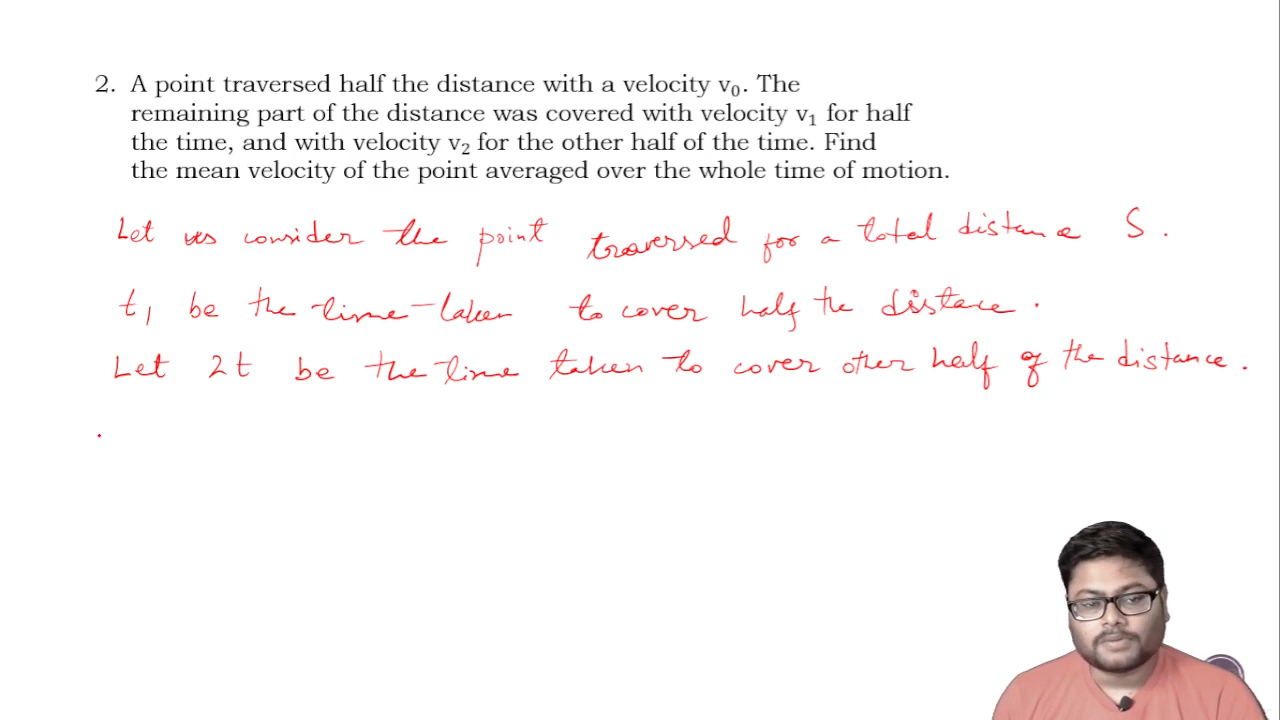 2. A point traversed half the distance with a velocity v₀. The
remaining part of the distance was covered with velocity v₁ for half
the time, and with velocity v₂ for the other half of the time. Find
the mean velocity of the point averaged over the whole time of motion.
Let us consider the point traversed for a total distance S.
t₁ be the time taken to cover half the distance.
Let 2t be the time taken to cover other half of the distance.